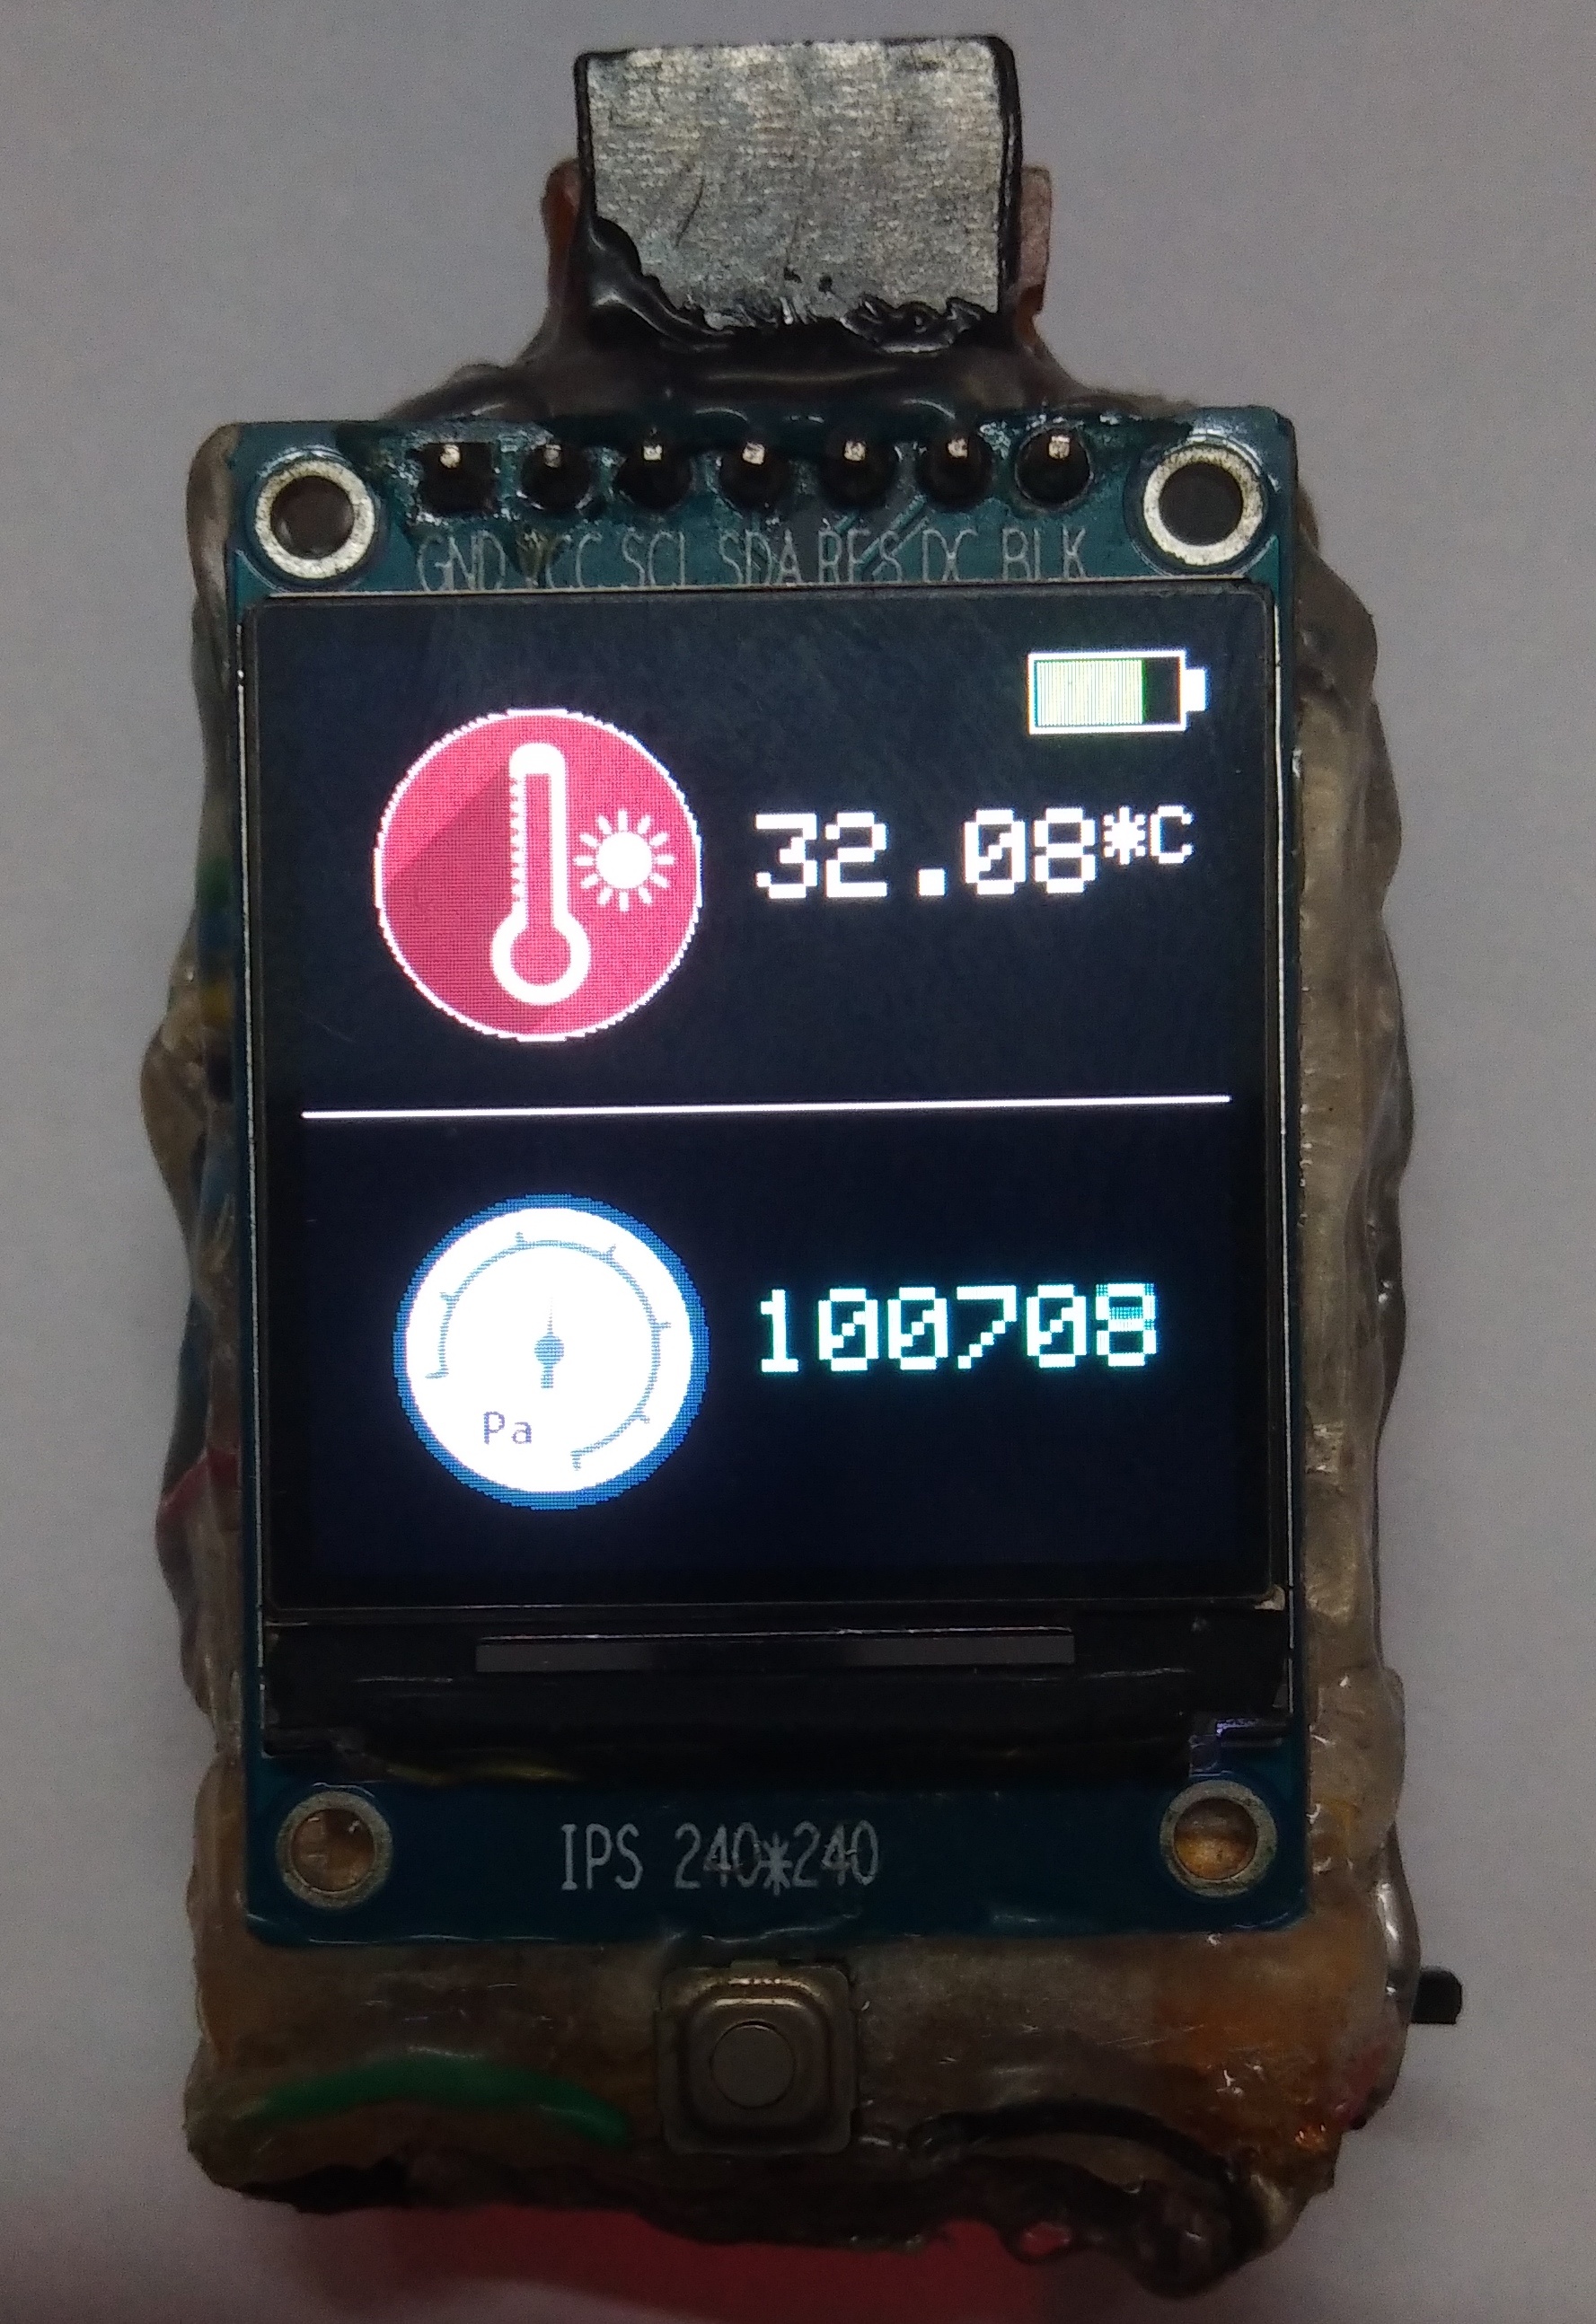 GND VCC SCL SDA RES DC BLK
32.08*C
100708
Pa
IPS 240*240